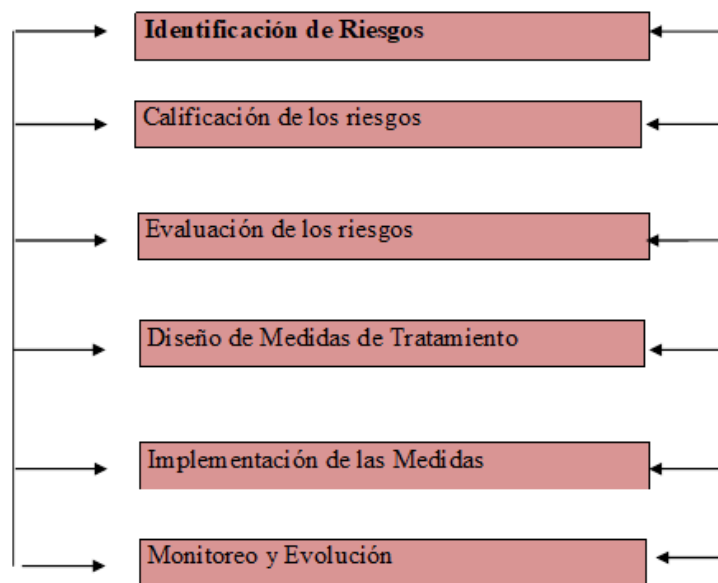 Identificación de Riesgos
Calificación de los riesgos
Evaluación de los riesgos
Diseño de Medidas de Tratamiento
Implementación de las Medidas
Monitoreo y Evolución